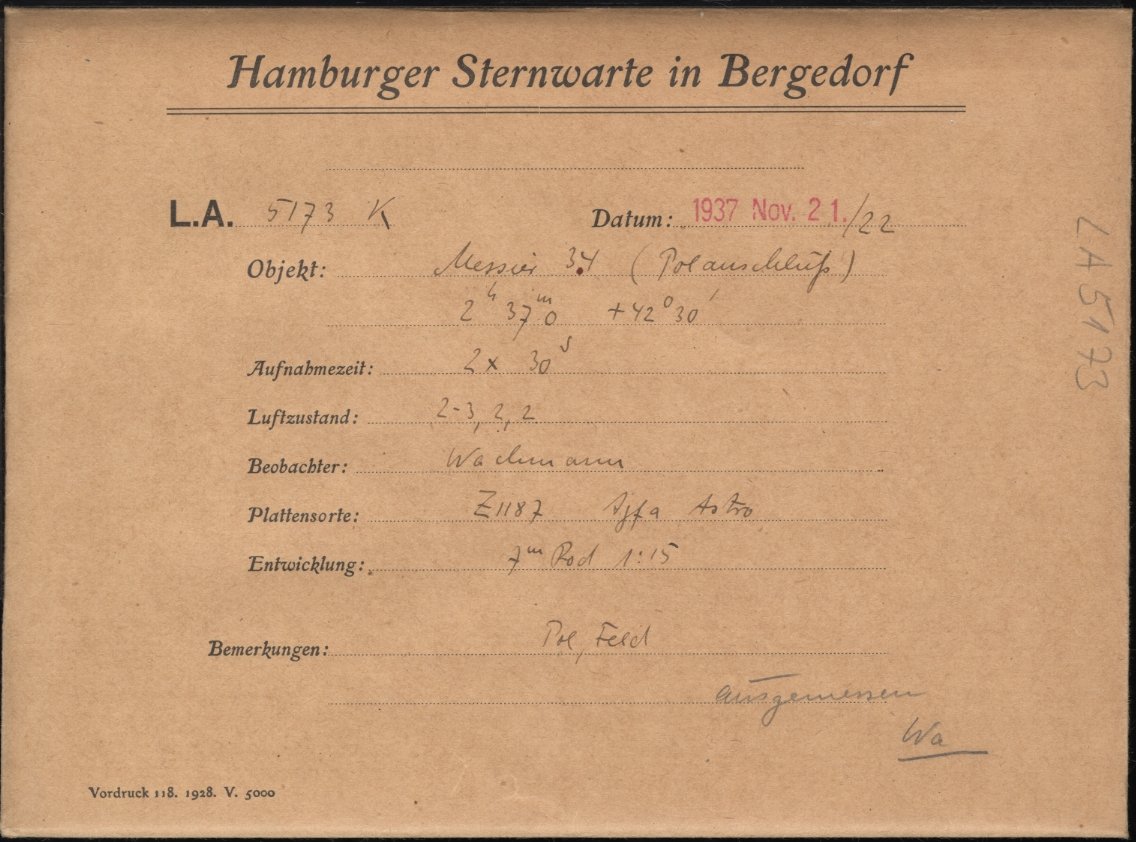 Hamburger Sternwarte in Bergedorf
L.A. 5173 K Datum: 1937 Nov. 21./22
Objekt: Messier 34 (Polanschluß)
2h 37m0 +42° 30'
Aufnahmezeit: 2x 30s
Luftzustand: 2-3, 2, 2
Beobachter: Wachmann
Plattensorte: Z1187 Agfa Astro
Entwicklung: 7m Rod 1:15
Bemerkungen: Pol, Feld
ausgemessen
Wa
Vordruck 118. 1928. V. 5000
LA 5173